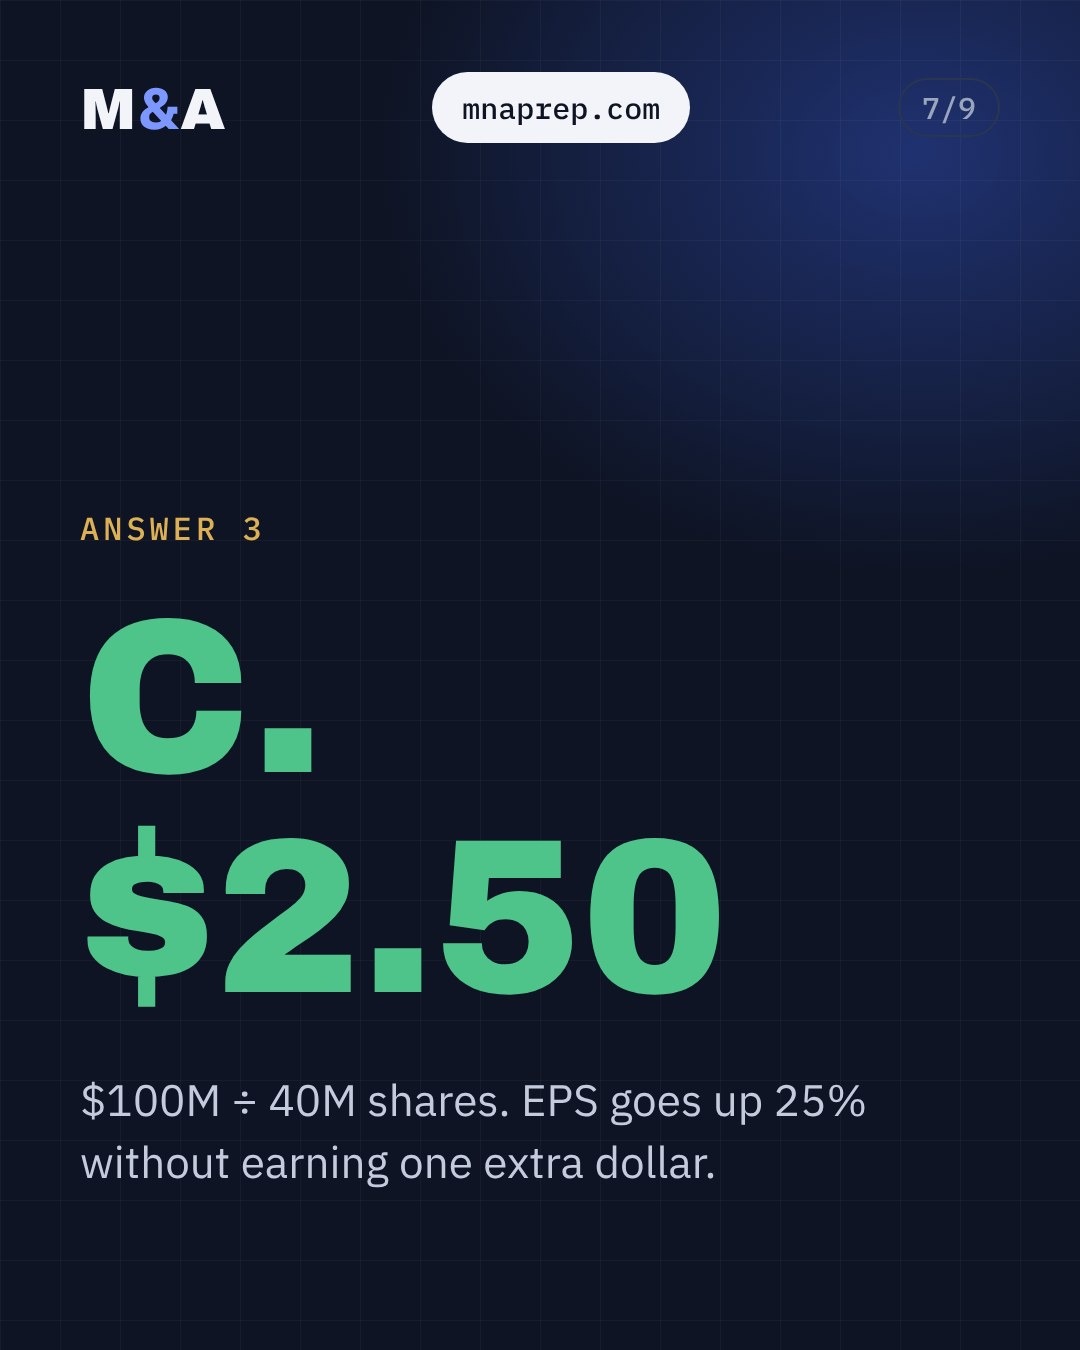 M&A
mnaprep.com
7/9
ANSWER 3
C.
$2.50
$100M ÷ 40M shares. EPS goes up 25%
without earning one extra dollar.